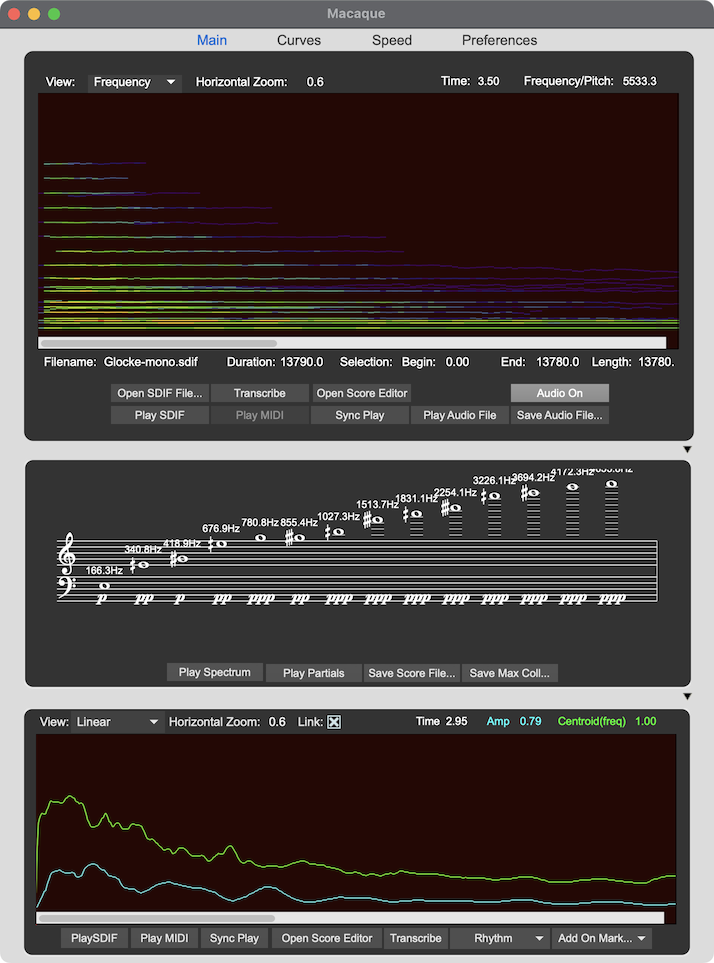 Macaque
Main Curves Speed Preferences
View: Frequency Horizontal Zoom: 0.6 Time: 3.50 Frequency/Pitch: 5533.3
Filename: Glocke-mono.sdif Duration: 13790.0 Selection: Begin: 0.00 End: 13780.0 Length: 13780.
Open SDIF File... Transcribe Open Score Editor Audio On
Play SDIF Play MIDI Sync Play Play Audio File Save Audio File...
166.3Hz 340.8Hz 418.9Hz 676.9Hz 780.8Hz 855.4Hz 1027.3Hz 1513.7Hz 1831.1Hz 2254.1Hz 3226.1Hz 3694.2Hz 4172.3Hz
p pp p pp ppp pp ppp ppp ppp ppp ppp ppp ppp ppp
Play Spectrum Play Partials Save Score File... Save Max Coll...
View: Linear Horizontal Zoom: 0.6 Link: Time 2.95 Amp 0.79 Centroid(freq) 1.00
PlaySDIF Play MIDI Sync Play Open Score Editor Transcribe Rhythm Add On Mark...